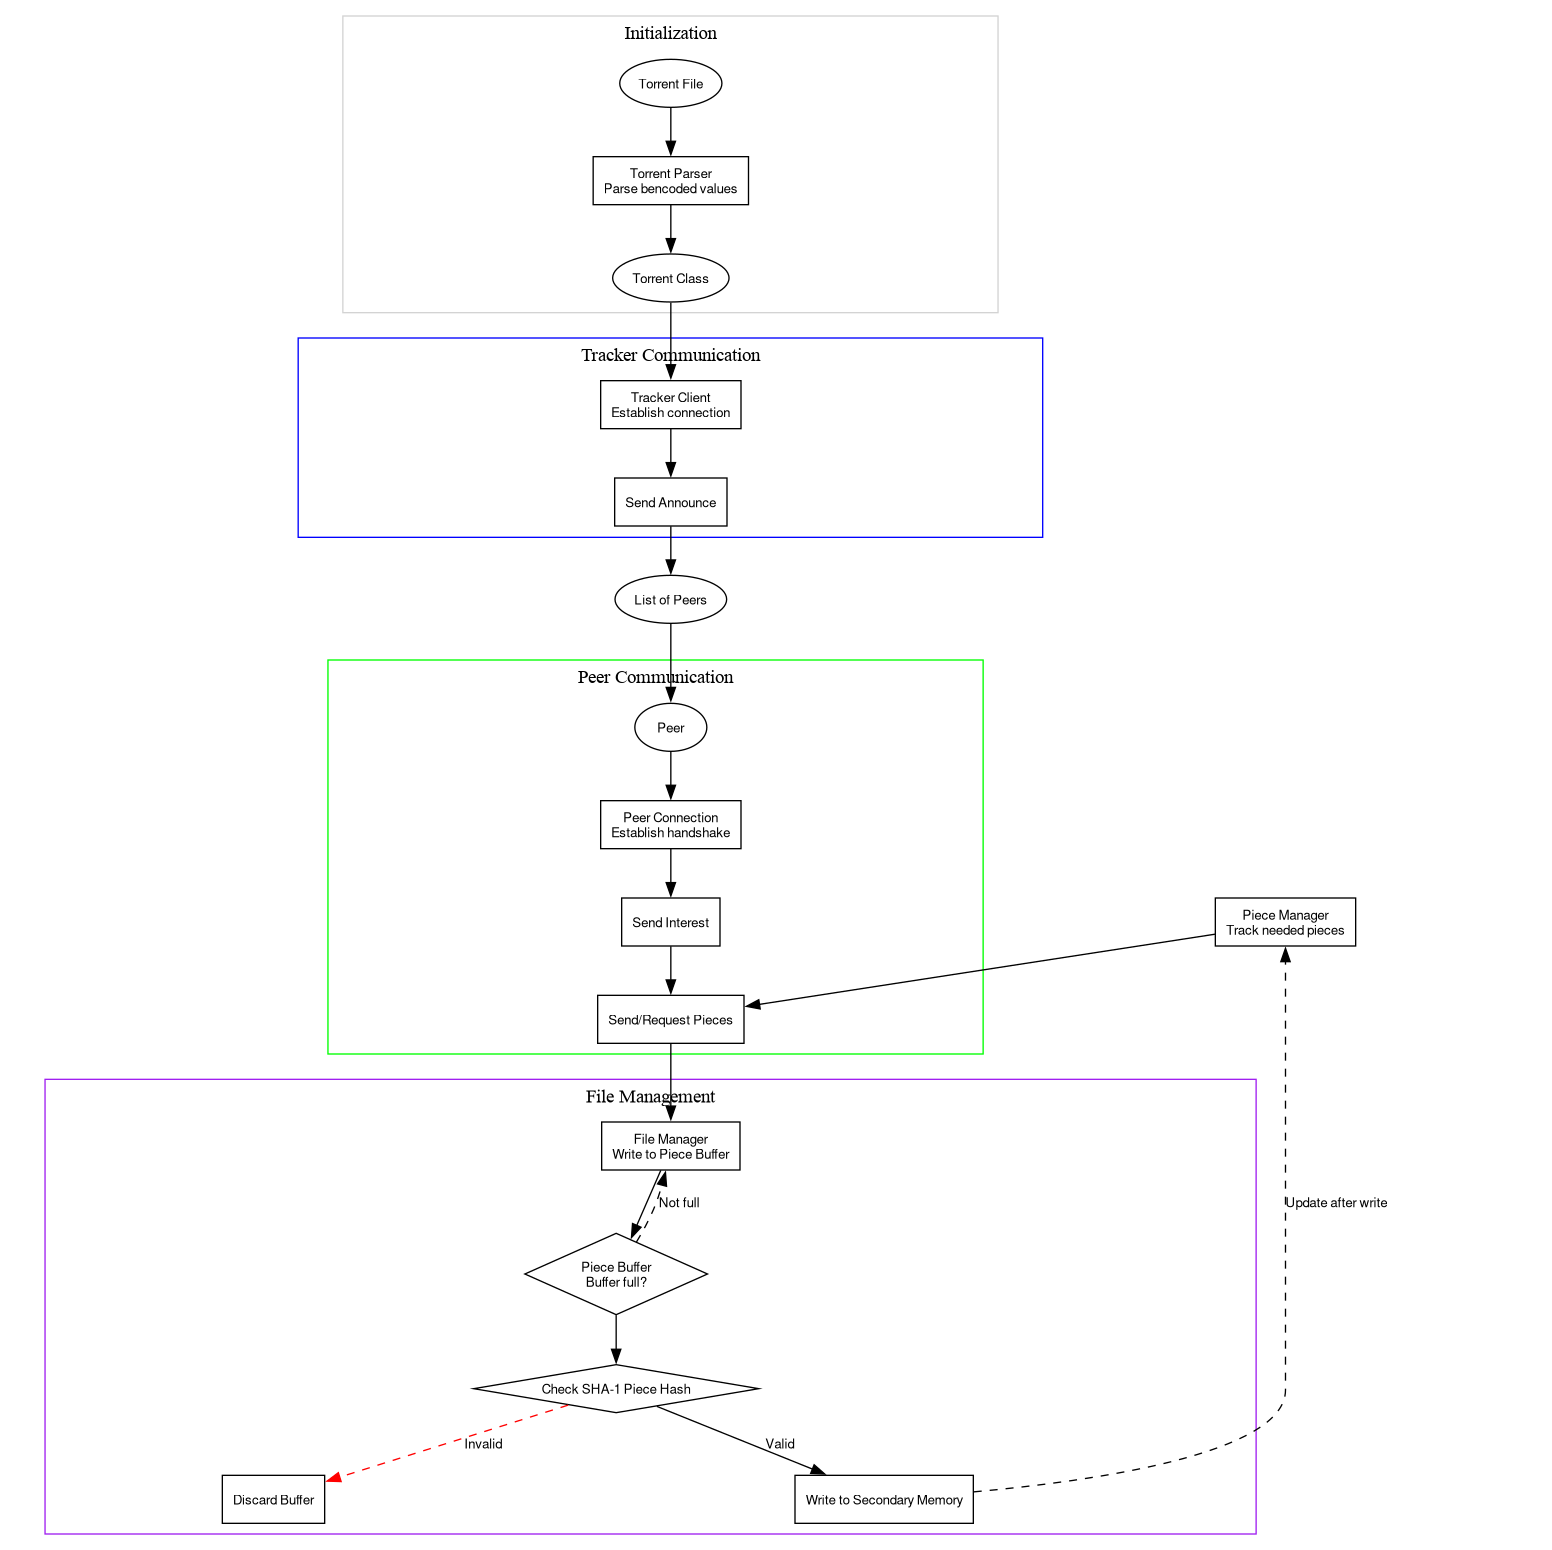 Initialization
Torrent File
Torrent Parser
Parse bencoded values
Torrent Class
Tracker Communication
Tracker Client
Establish connection
Send Announce
List of Peers
Peer Communication
Peer
Peer Connection
Establish handshake
Send Interest
Piece Manager
Track needed pieces
Send/Request Pieces
File Management
File Manager
Write to Piece Buffer
Not full
Update after write
Piece Buffer
Buffer full?
Check SHA-1 Piece Hash
Invalid
Valid
Discard Buffer
Write to Secondary Memory